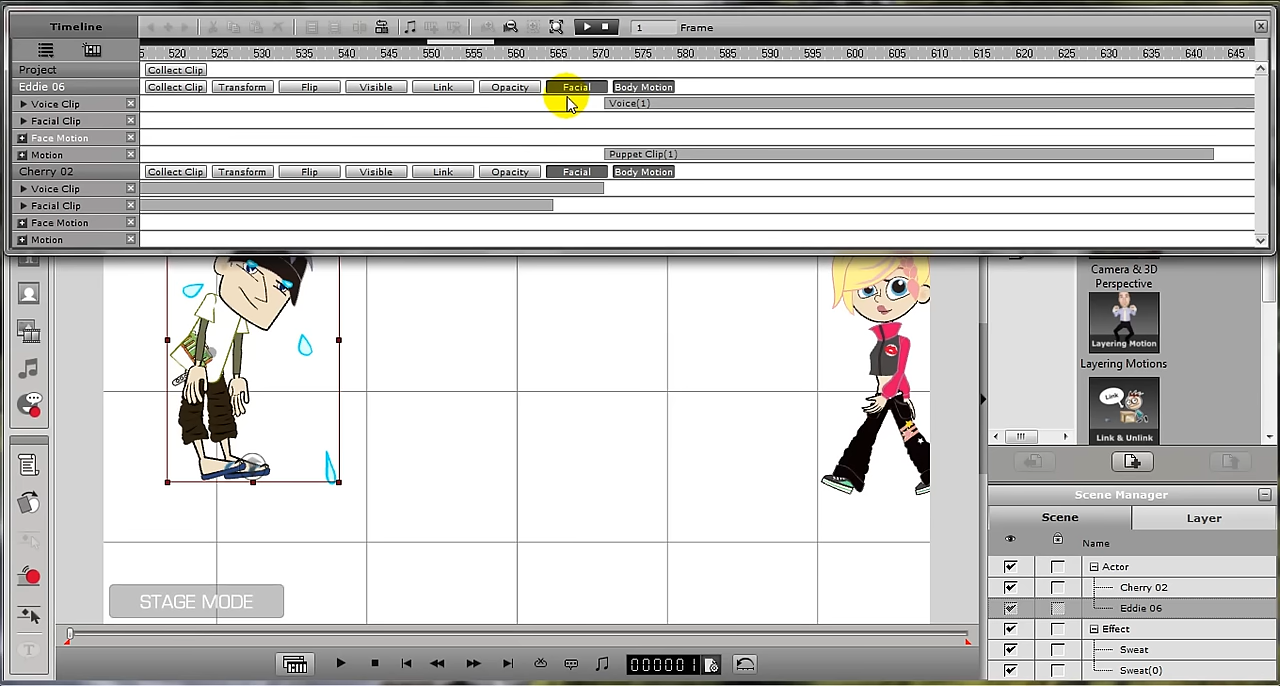 Timeline
1 Frame
520 525 530 535 540 545 550 555 560 565 570 575 580 585 590 595 600 605 610 615 620 625 630 635 640 645
Project Collect Clip
Eddie 06 Collect Clip Transform Flip Visible Link Opacity Facial Body Motion
Voice Clip Voice(1)
Facial Clip
Face Motion
Motion Puppet Clip(1)
Cherry 02 Collect Clip Transform Flip Visible Link Opacity Facial Body Motion
Voice Clip
Facial Clip
Face Motion
Motion
Camera & 3D
Perspective
Layering Motion
Layering Motions
Link
Link & Unlink
Scene Manager
Scene Layer
Name
Actor
Cherry 02
Eddie 06
Effect
Sweat
Sweat(0)
STAGE MODE
000001
T